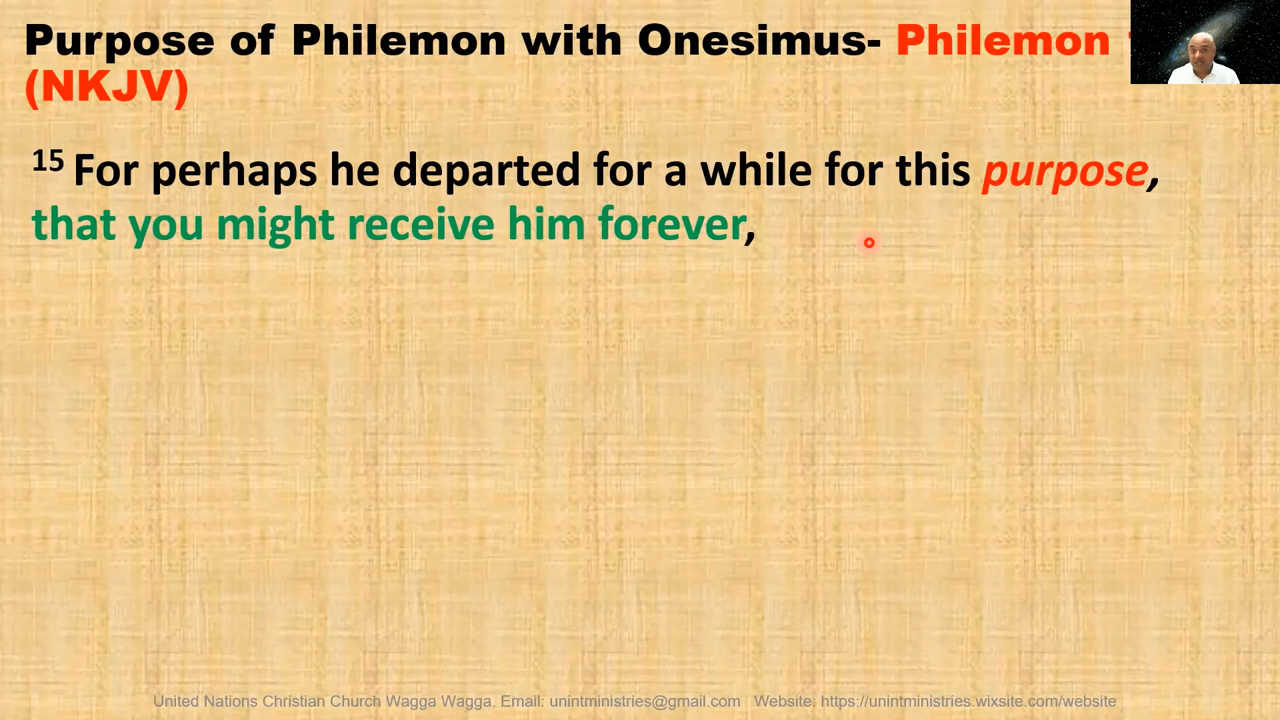 Purpose of Philemon with Onesimus- Philemon
(NKJV)
15 For perhaps he departed for a while for this purpose,
that you might receive him forever,
United Nations Christian Church Wagga Wagga. Email: unintministries@gmail.com Website: https://unintministries.wixsite.com/website